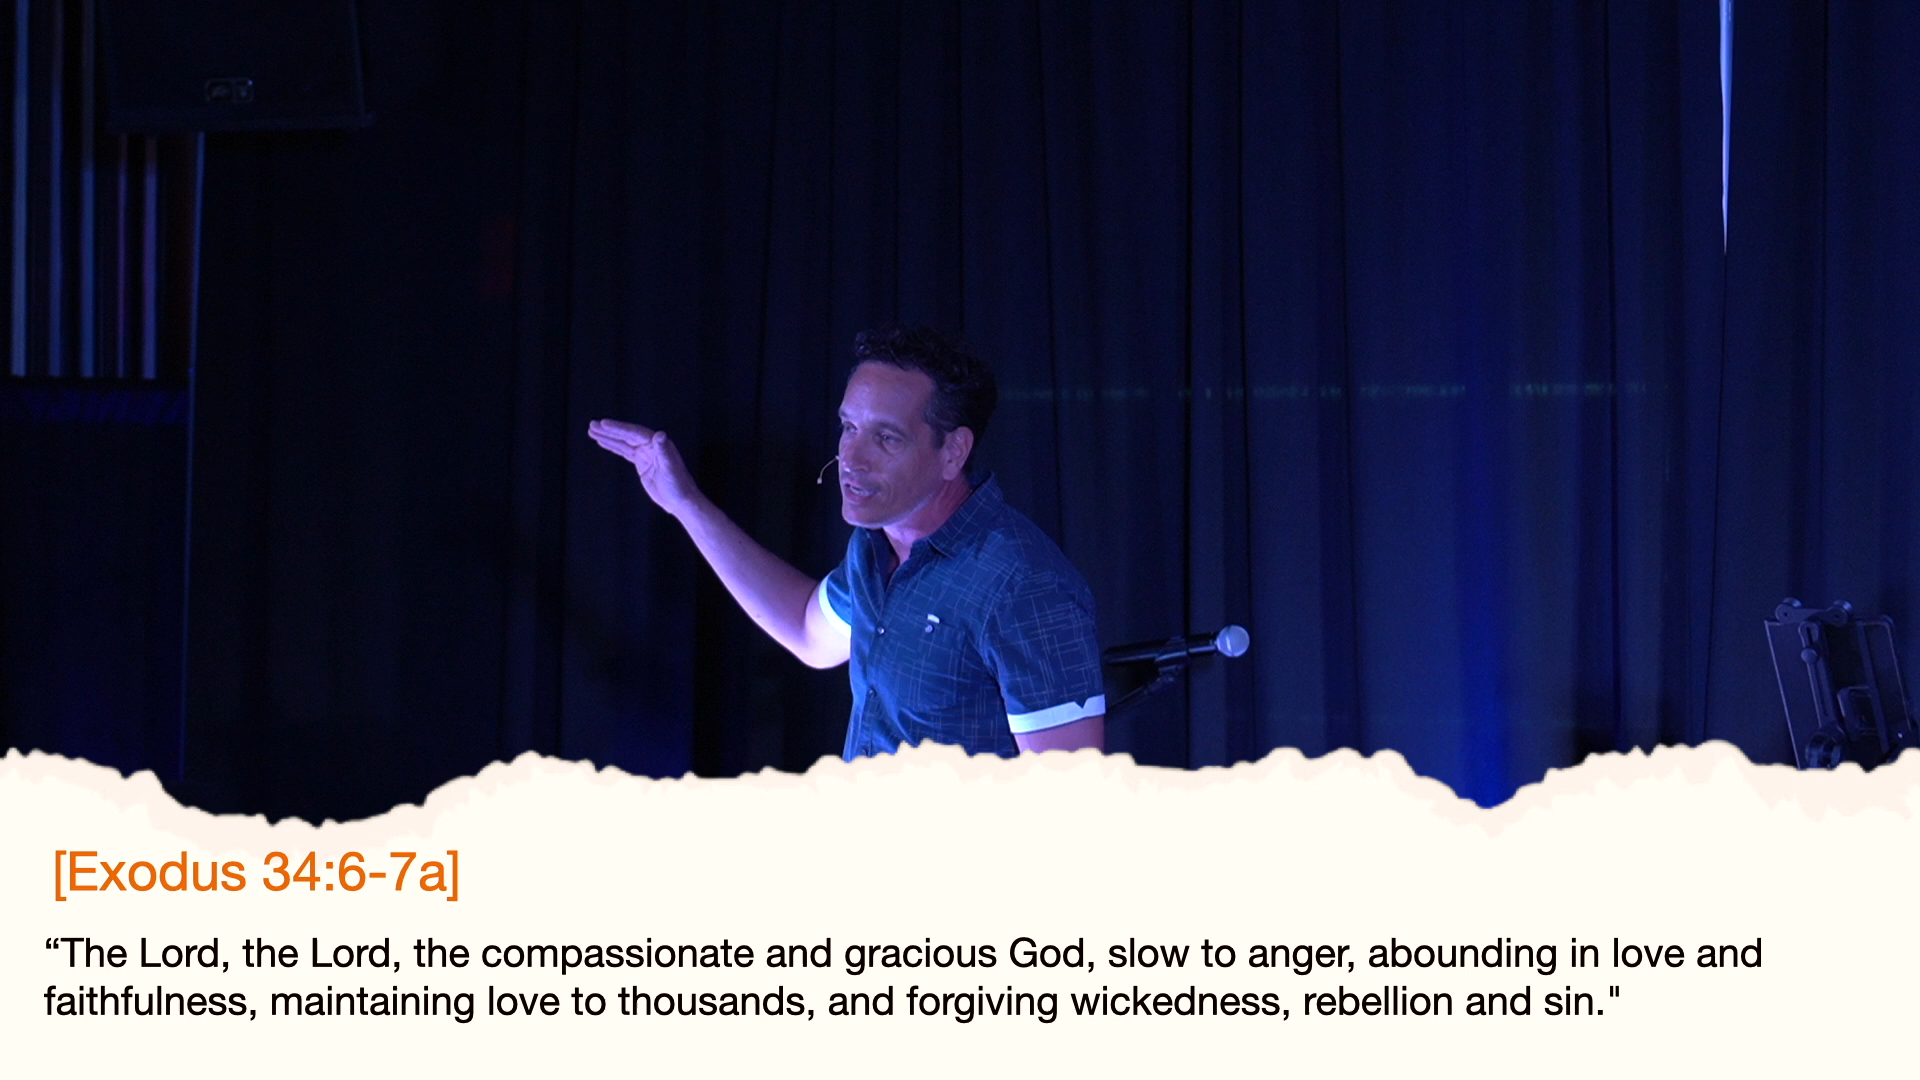 [Exodus 34:6-7a]
“The Lord, the Lord, the compassionate and gracious God, slow to anger, abounding in love and
faithfulness, maintaining love to thousands, and forgiving wickedness, rebellion and sin."